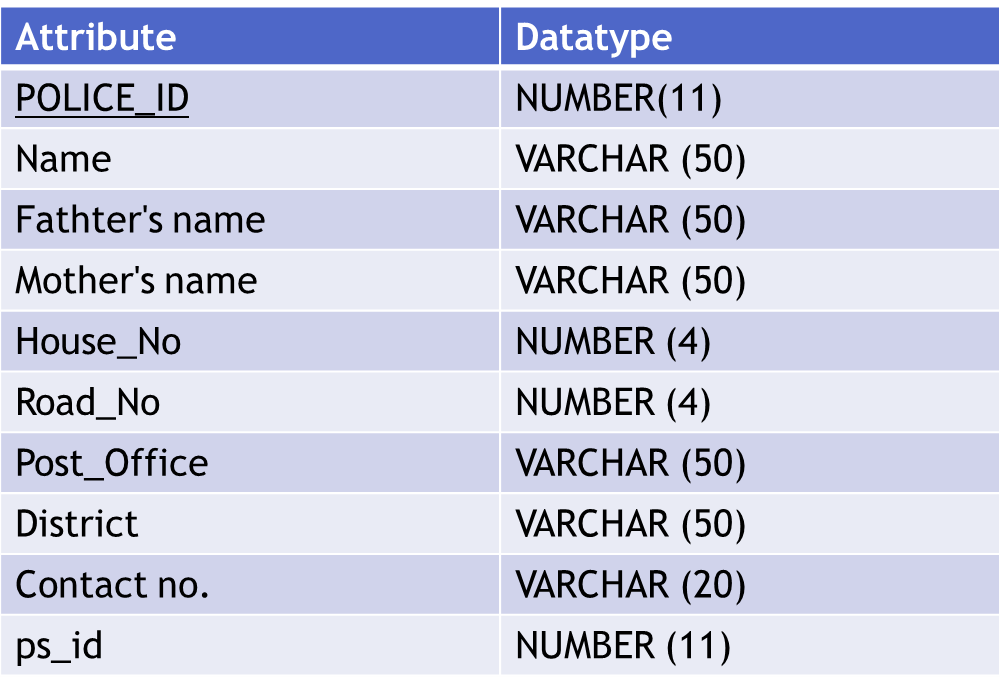 Attribute Datatype
POLICE_ID NUMBER(11)
Name VARCHAR (50)
Fathter's name VARCHAR (50)
Mother's name VARCHAR (50)
House_No NUMBER (4)
Road_No NUMBER (4)
Post_Office VARCHAR (50)
District VARCHAR (50)
Contact no. VARCHAR (20)
ps_id NUMBER (11)